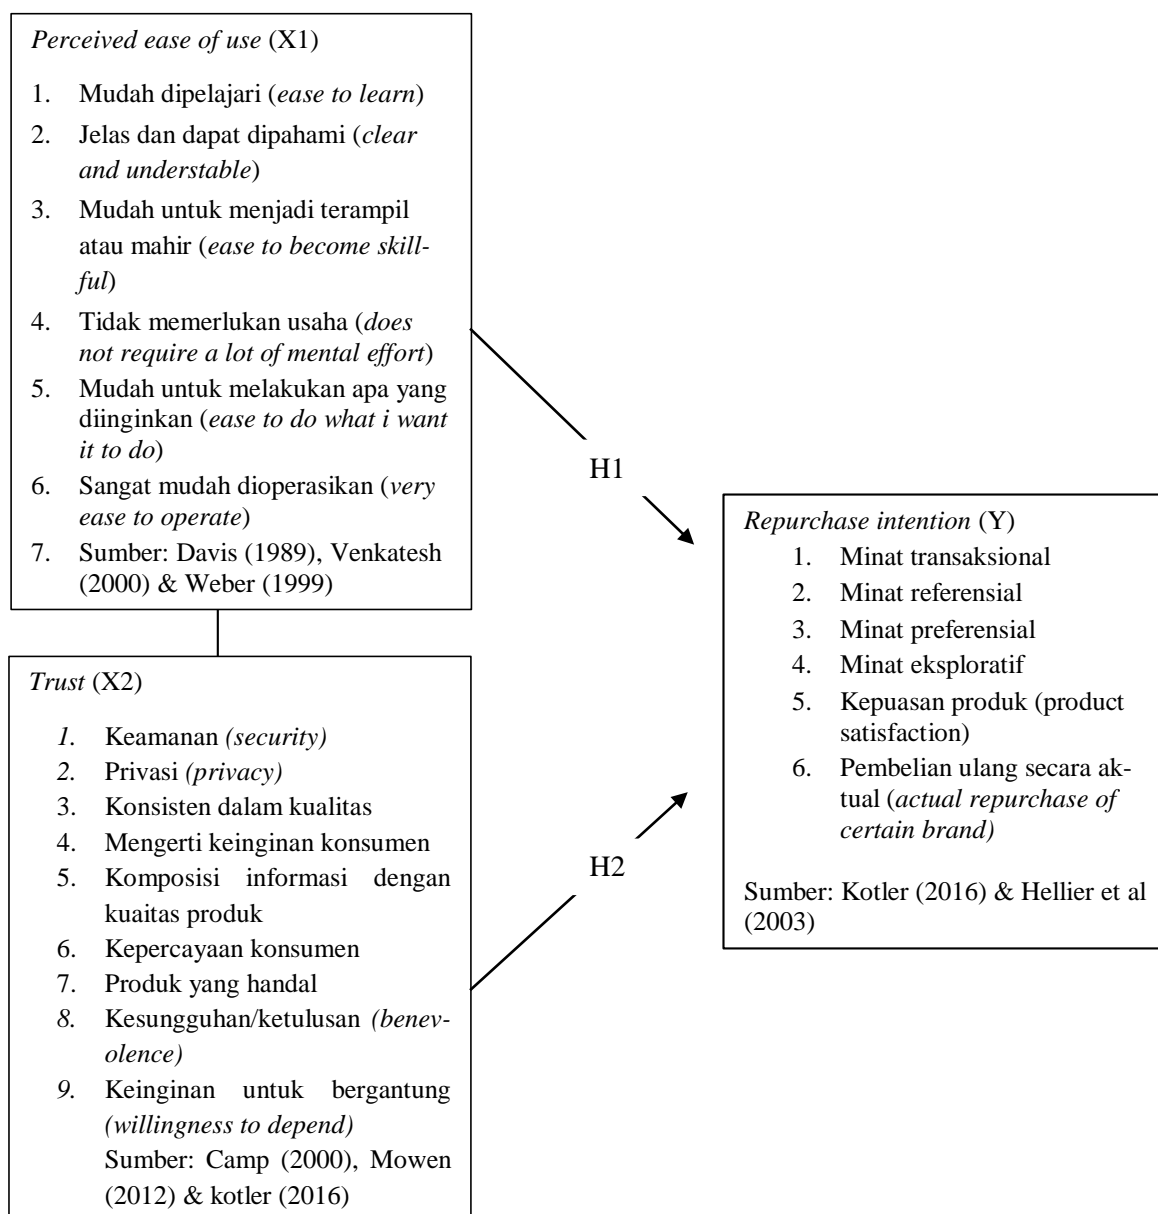 Perceived ease of use (X1)
1. Mudah dipelajari (ease to learn)
2. Jelas dan dapat dipahami (clear
and understable)
3. Mudah untuk menjadi terampil
atau mahir (ease to become skill-
ful)
4. Tidak memerlukan usaha (does
not require a lot of mental effort)
5. Mudah untuk melakukan apa yang
diinginkan (ease to do what i want
it to do)
6. Sangat mudah dioperasikan (very
ease to operate)
7. Sumber: Davis (1989), Venkatesh
(2000) & Weber (1999)
H1
Trust (X2)
1. Keamanan (security)
2. Privasi (privacy)
3. Konsisten dalam kualitas
4. Mengerti keinginan konsumen
5. Komposisi informasi dengan
kuaitas produk
6. Kepercayaan konsumen
7. Produk yang handal
8. Kesungguhan/ketulusan (benev-
olence)
9. Keinginan untuk bergantung
(willingness to depend)
Sumber: Camp (2000), Mowen
(2012) & kotler (2016)
H2
Repurchase intention (Y)
1. Minat transaksional
2. Minat referensial
3. Minat preferensial
4. Minat eksploratif
5. Kepuasan produk (product
satisfaction)
6. Pembelian ulang secara ak-
tual (actual repurchase of
certain brand)
Sumber: Kotler (2016) & Hellier et al
(2003)